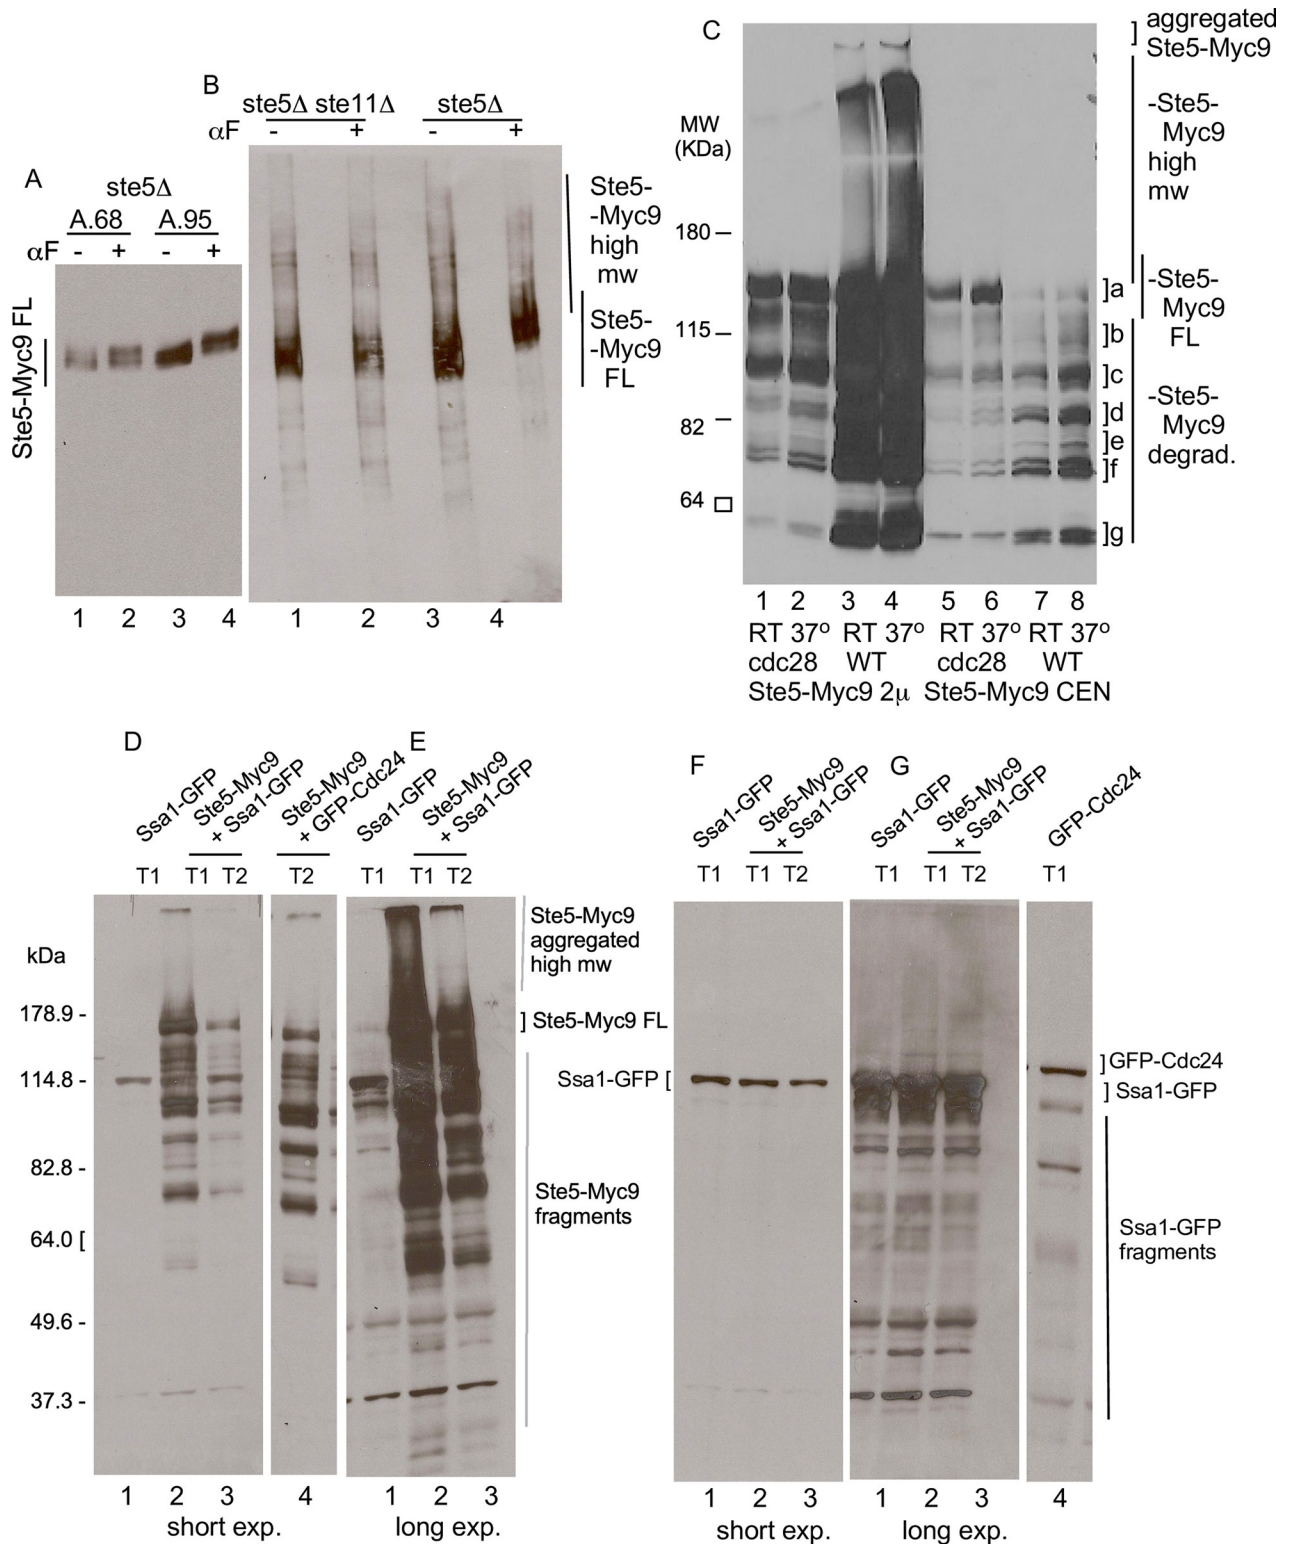 A
ste5Δ
A.68 A.95
αF - + - +
Ste5-Myc9 FL
1 2 3 4
B
ste5Δ ste11Δ ste5Δ
αF - + - +
Ste5-
-Myc9
high
mw
Ste5-
-Myc9
FL
1 2 3 4
C
MW
(KDa)
180
115
82
64
] aggregated
Ste5-Myc9
-Ste5-
Myc9
high
mw
-Ste5-
Myc9
FL
-Ste5-
Myc9
degrad.
]a
]b
]c
]d
]e
]f
]g
1 2 3 4 5 6 7 8
RT 37º RT 37º RT 37º RT 37º
cdc28 WT cdc28 WT
Ste5-Myc9 2μ Ste5-Myc9 CEN
D
Ssa1-GFP
Ste5-Myc9
+ Ssa1-GFP
Ste5-Myc9
+ GFP-Cdc24
T1 T1 T2 T2
kDa
178.9 -
114.8 -
82.8 -
64.0 [
49.6 -
37.3 -
1 2 3 4
short exp.
E
Ssa1-GFP
Ste5-Myc9
+ Ssa1-GFP
T1 T1 T2
Ste5-Myc9
aggregated
high mw
] Ste5-Myc9 FL
Ssa1-GFP [
Ste5-Myc9
fragments
1 2 3
long exp.
F
Ssa1-GFP
Ste5-Myc9
+ Ssa1-GFP
T1 T1 T2
1 2 3
short exp.
G
Ssa1-GFP
Ste5-Myc9
+ Ssa1-GFP
GFP-Cdc24
T1 T1 T2 T1
]GFP-Cdc24
] Ssa1-GFP
Ssa1-GFP
fragments
1 2 3 4
long exp.